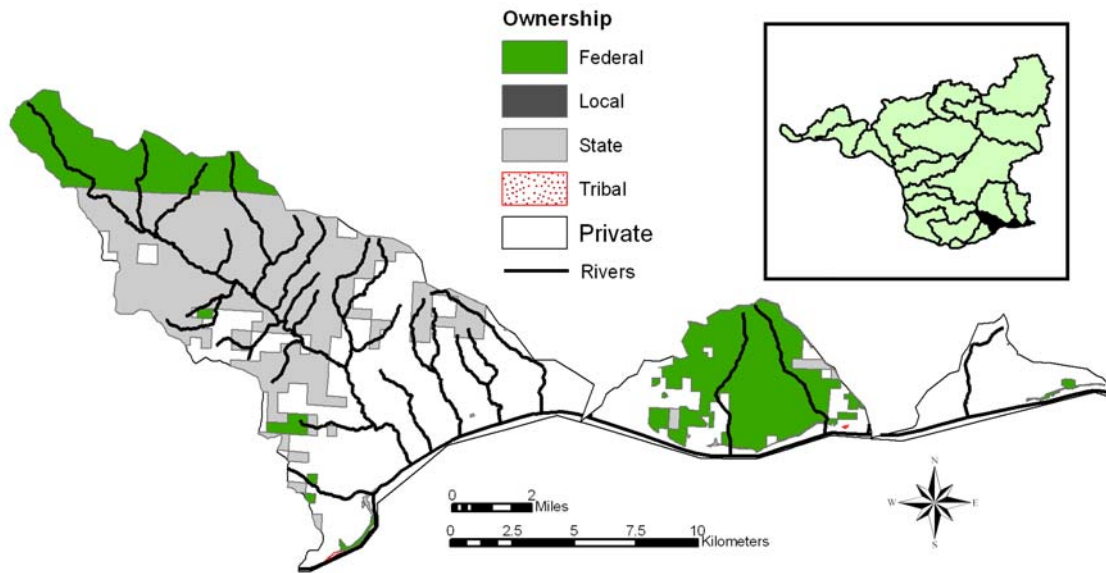 Ownership
Federal
Local
State
Tribal
Private
Rivers
0 2
Miles
0 2.5 5 7.5 10
Kilometers
N
W E
S